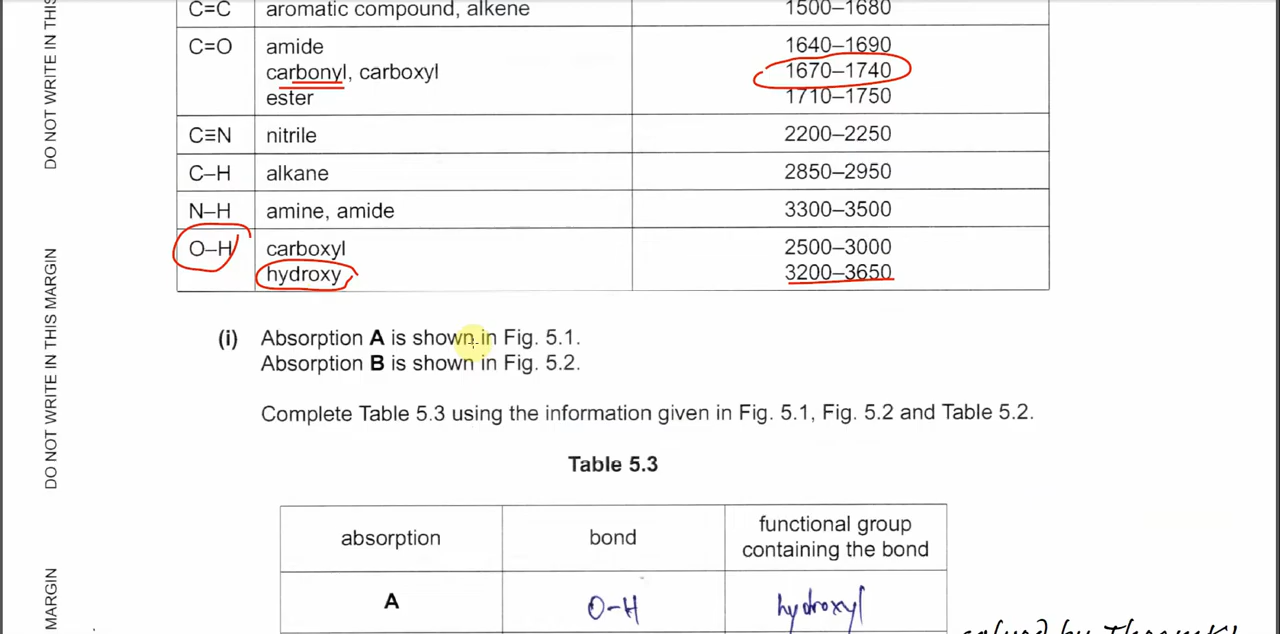 C=C aromatic compound, alkene 1500–1680
C=O amide 1640–1690
carbonyl, carboxyl 1670–1740
ester 1710–1750
C≡N nitrile 2200–2250
C–H alkane 2850–2950
N–H amine, amide 3300–3500
O–H carboxyl 2500–3000
hydroxy 3200–3650
(i) Absorption A is shown in Fig. 5.1.
Absorption B is shown in Fig. 5.2.
Complete Table 5.3 using the information given in Fig. 5.1, Fig. 5.2 and Table 5.2.
Table 5.3
absorption bond functional group
containing the bond
A O-H hydroxyl
DO NOT WRITE IN THIS
DO NOT WRITE IN THIS MARGIN
MARGIN